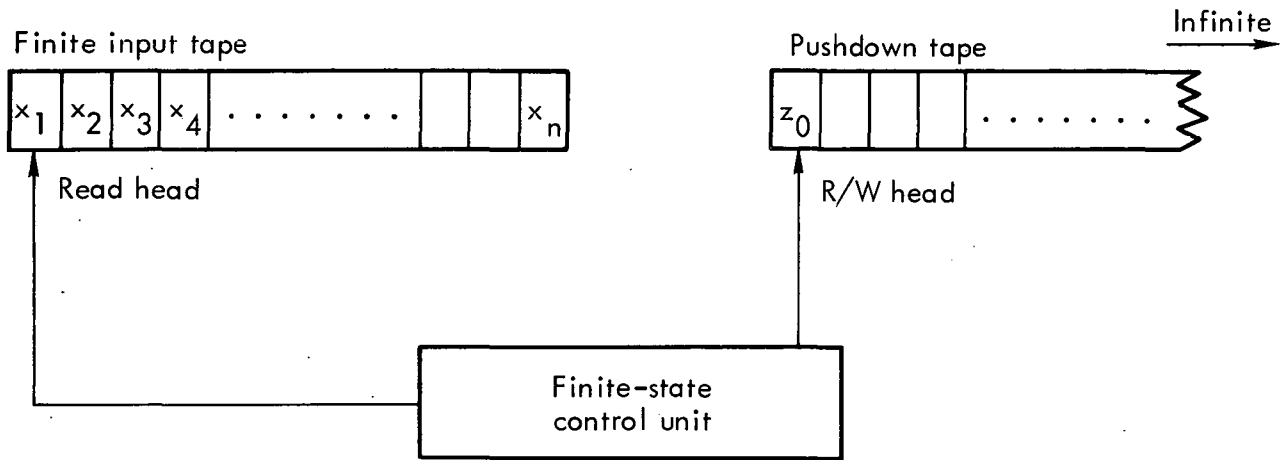 Infinite
Finite input tape
Pushdown tape
x1 x2 x3 x4 . . . . . . . xn
z0 . . . . . . .
Read head
R/W head
Finite-state
control unit